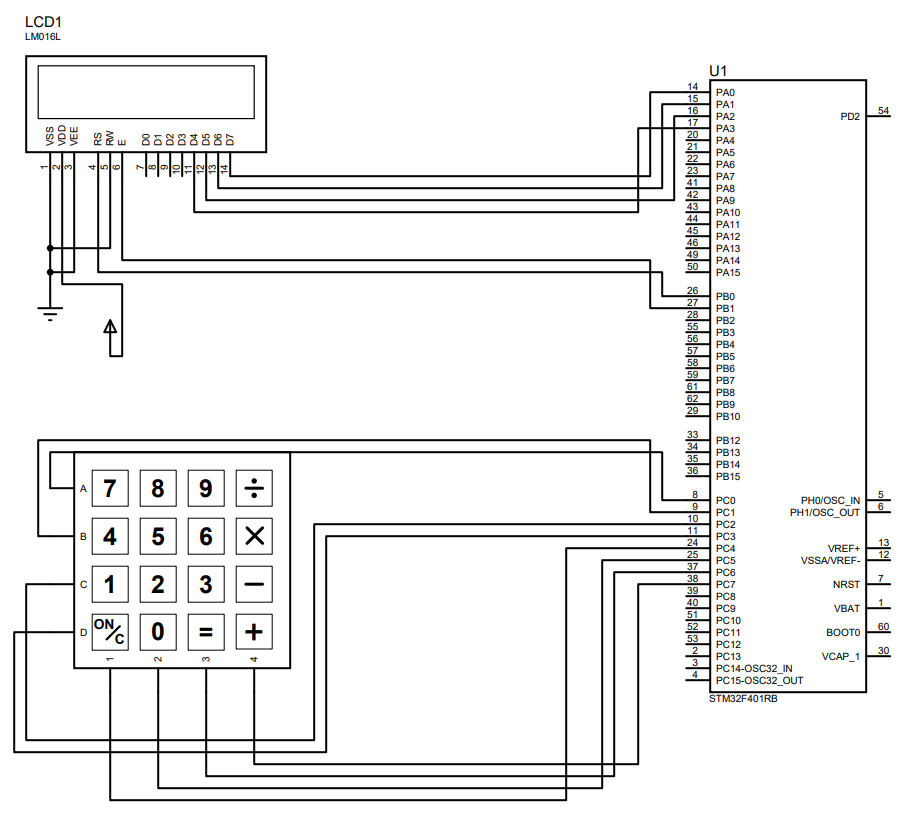 LCD1
LM016L
VSS VDD VEE RS RW E D0 D1 D2 D3 D4 D5 D6 D7
1 2 3 4 5 6 7 8 9 10 11 12 13 14
U1
14 PA0
15 PA1
16 PA2 PD2 54
17 PA3
20 PA4
21 PA5
22 PA6
23 PA7
41 PA8
42 PA9
43 PA10
44 PA11
45 PA12
46 PA13
49 PA14
50 PA15
26 PB0
27 PB1
28 PB2
55 PB3
56 PB4
57 PB5
58 PB6
59 PB7
61 PB8
62 PB9
29 PB10
33 PB12
34 PB13
35 PB14
36 PB15
8 PC0 PH0/OSC_IN 5
9 PC1 PH1/OSC_OUT 6
10 PC2
11 PC3
24 PC4 VREF+ 13
25 PC5 VSSA/VREF- 12
37 PC6
38 PC7 NRST 7
39 PC8
40 PC9 VBAT 1
51 PC10
52 PC11 BOOT0 60
53 PC12
2 PC13 VCAP_1 30
3 PC14-OSC32_IN
4 PC15-OSC32_OUT
STM32F401RB
A 7 8 9 ÷
B 4 5 6 ×
C 1 2 3 −
D ON/C 0 = +
1 2 3 4